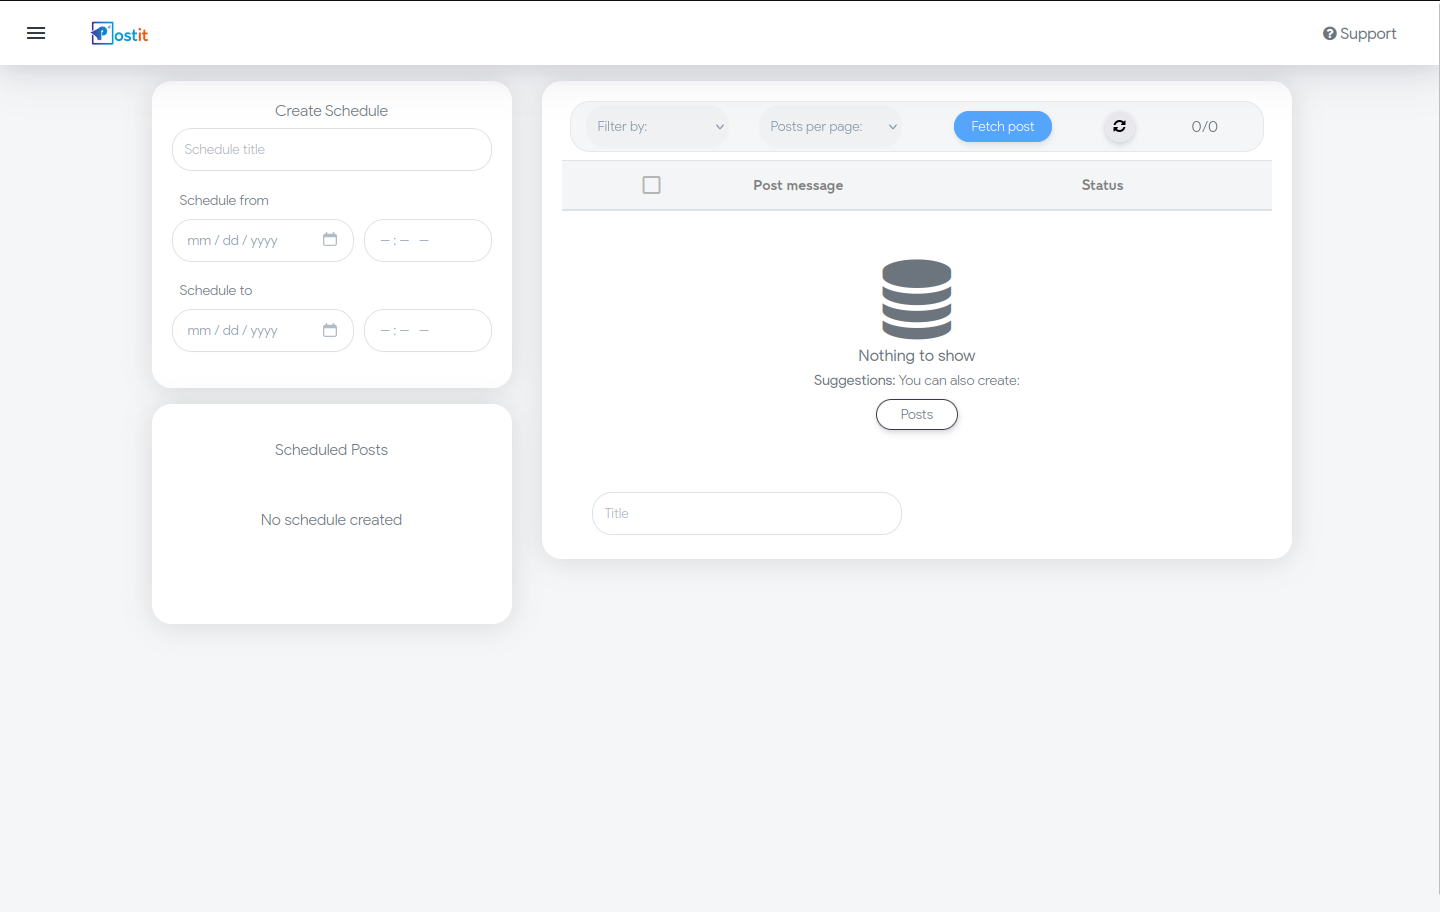 Postit
Support
Create Schedule
Schedule title
Schedule from
mm / dd / yyyy
– : – –
Schedule to
mm / dd / yyyy
– : – –
Scheduled Posts
No schedule created
Filter by:
Posts per page:
Fetch post
0/0
Post message
Status
Nothing to show
Suggestions: You can also create:
Posts
Title